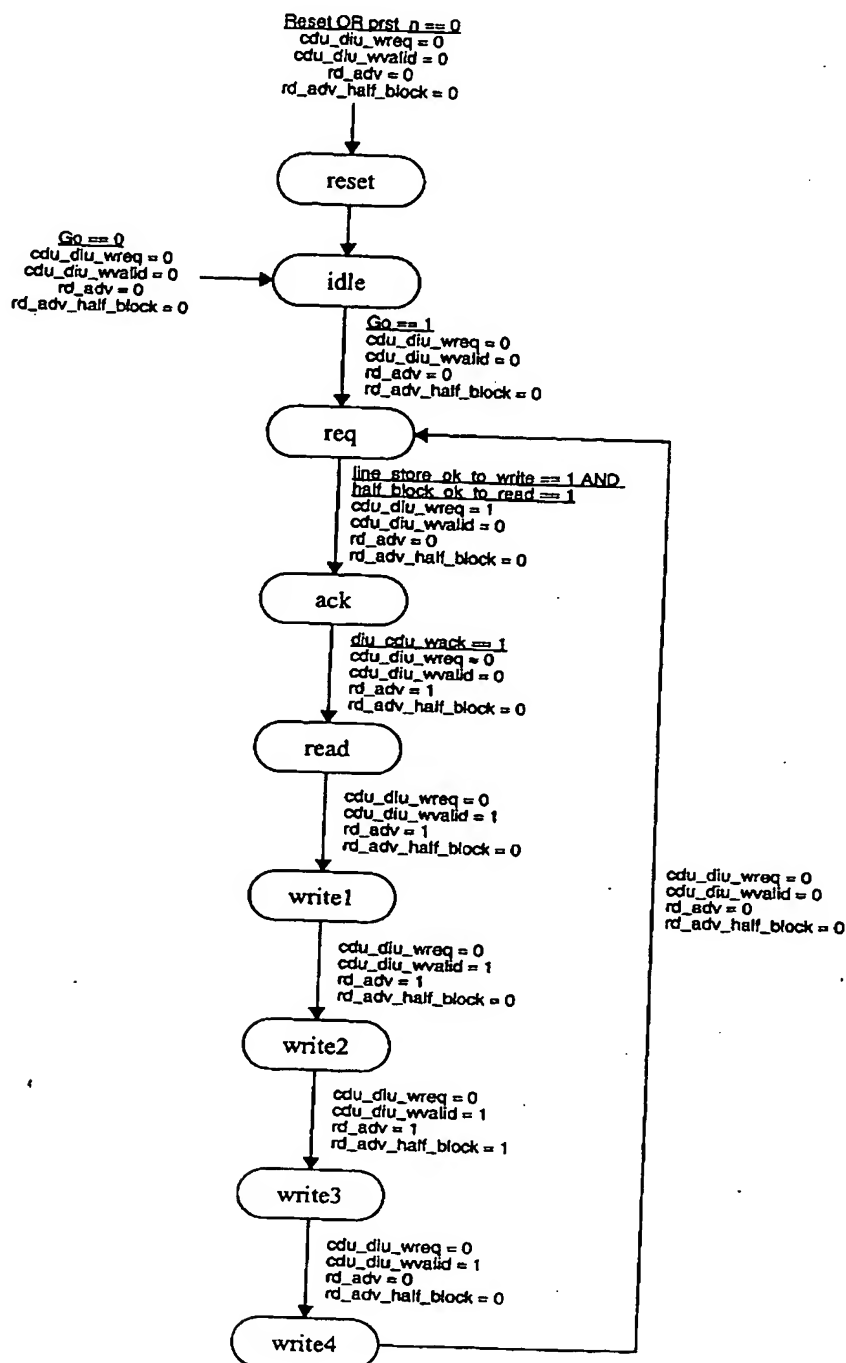 Reset OR prst_n == 0
cdu_diu_wreq = 0
cdu_diu_wvalid = 0
rd_adv = 0
rd_adv_half_block = 0
reset
Go == 0
cdu_diu_wreq = 0
cdu_diu_wvalid = 0
rd_adv = 0
rd_adv_half_block = 0
idle
Go == 1
cdu_diu_wreq = 0
cdu_diu_wvalid = 0
rd_adv = 0
rd_adv_half_block = 0
req
line_store_ok_to_write == 1 AND
half_block_ok_to_read == 1
cdu_diu_wreq = 1
cdu_diu_wvalid = 0
rd_adv = 0
rd_adv_half_block = 0
ack
diu_cdu_wack == 1
cdu_diu_wreq = 0
cdu_diu_wvalid = 0
rd_adv = 1
rd_adv_half_block = 0
read
cdu_diu_wreq = 0
cdu_diu_wvalid = 1
rd_adv = 1
rd_adv_half_block = 0
write1
cdu_diu_wreq = 0
cdu_diu_wvalid = 1
rd_adv = 1
rd_adv_half_block = 0
write2
cdu_diu_wreq = 0
cdu_diu_wvalid = 1
rd_adv = 1
rd_adv_half_block = 1
write3
cdu_diu_wreq = 0
cdu_diu_wvalid = 1
rd_adv = 0
rd_adv_half_block = 0
write4
cdu_diu_wreq = 0
cdu_diu_wvalid = 0
rd_adv = 0
rd_adv_half_block = 0